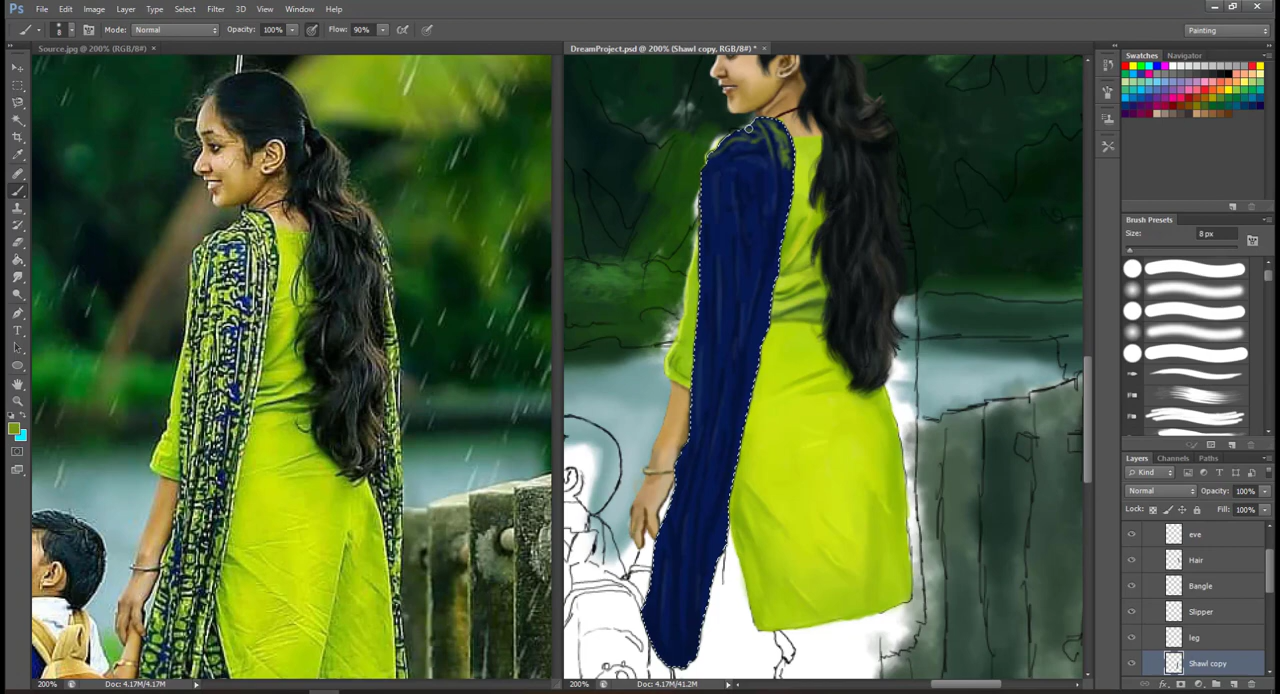 Ps File Edit Image Layer Type Select Filter 3D View Window Help
8 Mode: Normal Opacity: 100% Flow: 90% Painting
Source.jpg @ 200% (RGB/8#) × DreamProject.psd @ 200% (Shawl copy, RGB/8#) * ×
Swatches Navigator
Brush Presets
Size: 8 px
Layers Channels Paths
Kind
Normal Opacity: 100%
Lock: Fill: 100%
eve
Hair
Bangle
Slipper
leg
Shawl copy
200% Doc: 4.17M/4.17M 200% Doc: 4.17M/41.2M